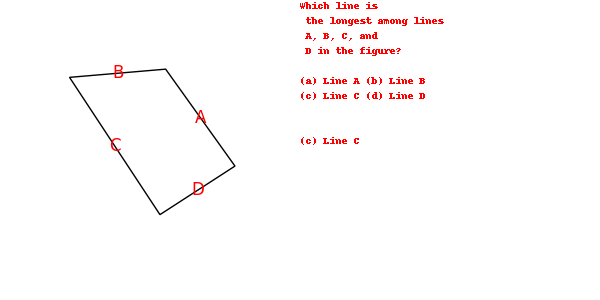 B
A
C
D
Which line is
the longest among lines
A, B, C, and
D in the figure?
(a) Line A (b) Line B
(c) Line C (d) Line D
(c) Line C